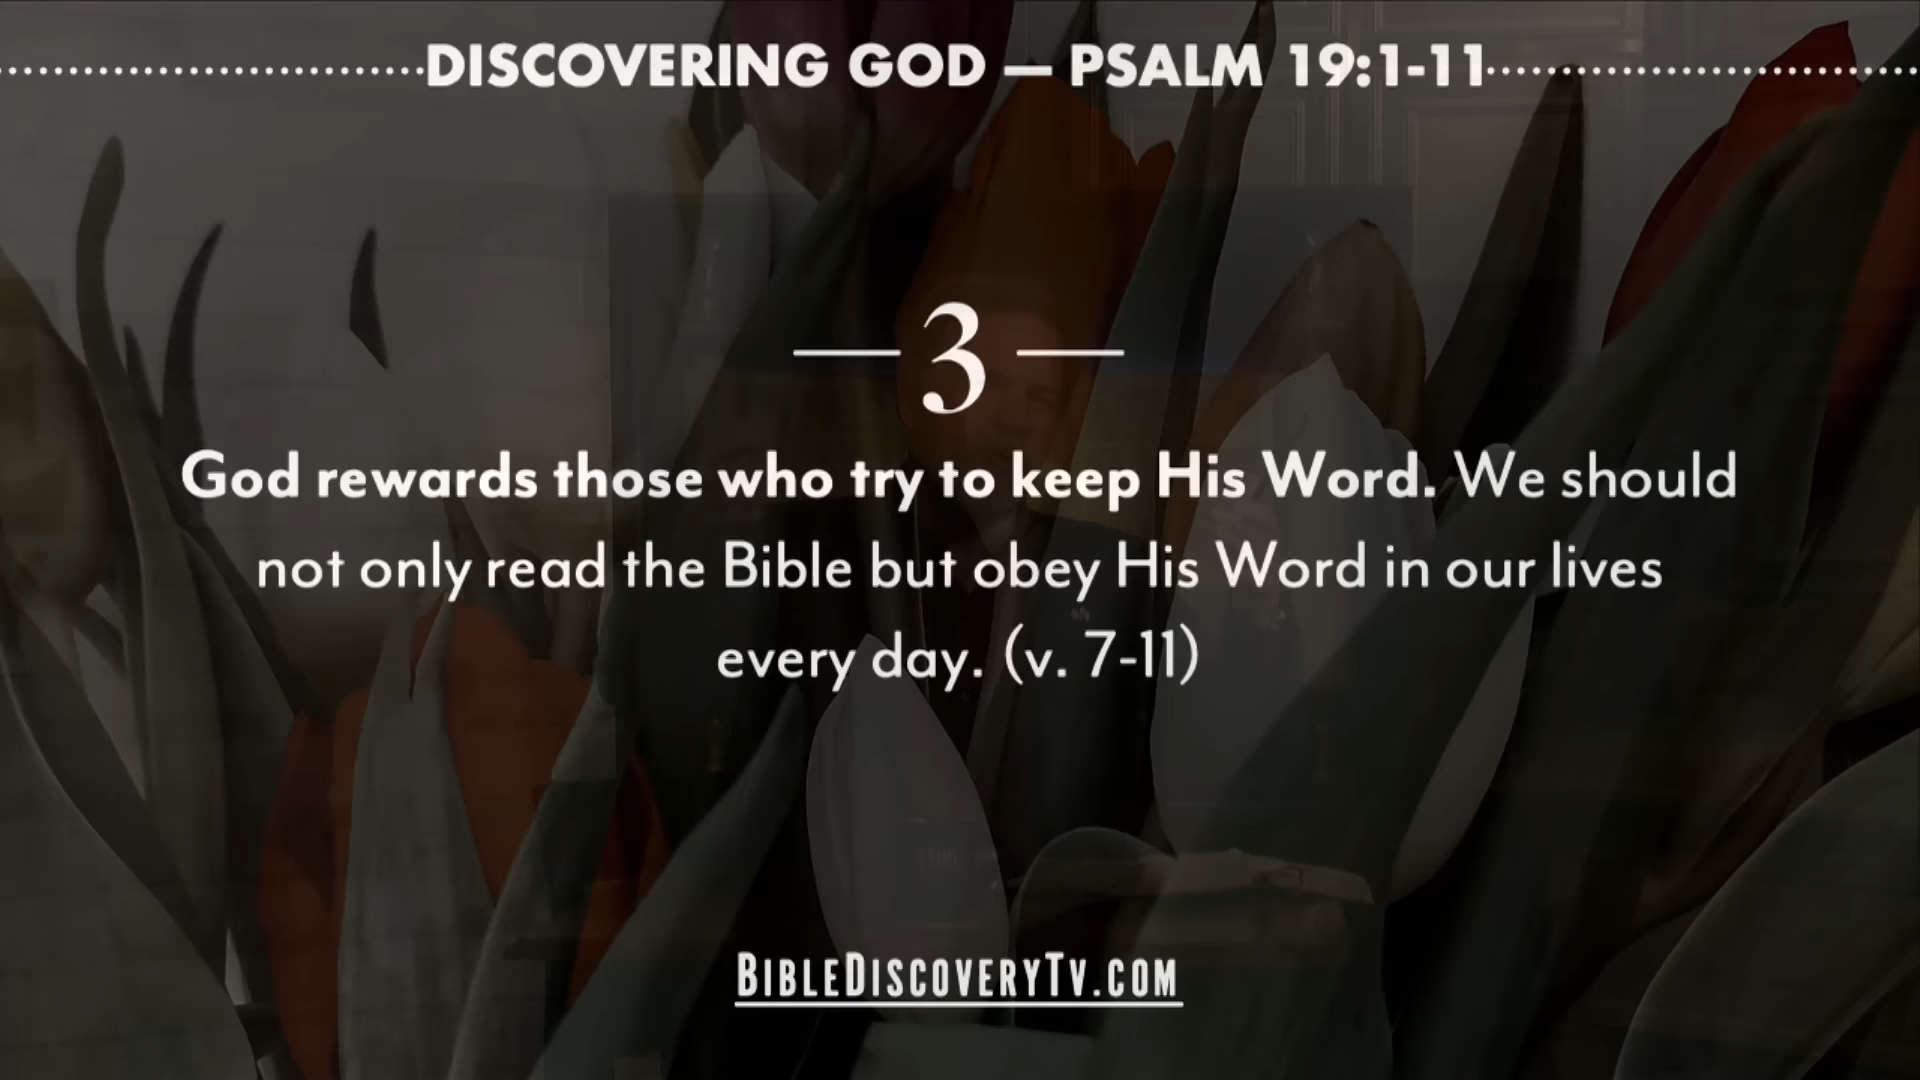 DISCOVERING GOD — PSALM 19:1-11
3
God rewards those who try to keep His Word. We should
not only read the Bible but obey His Word in our lives
every day. (v. 7-11)
BIBLEDISCOVERYTV.COM